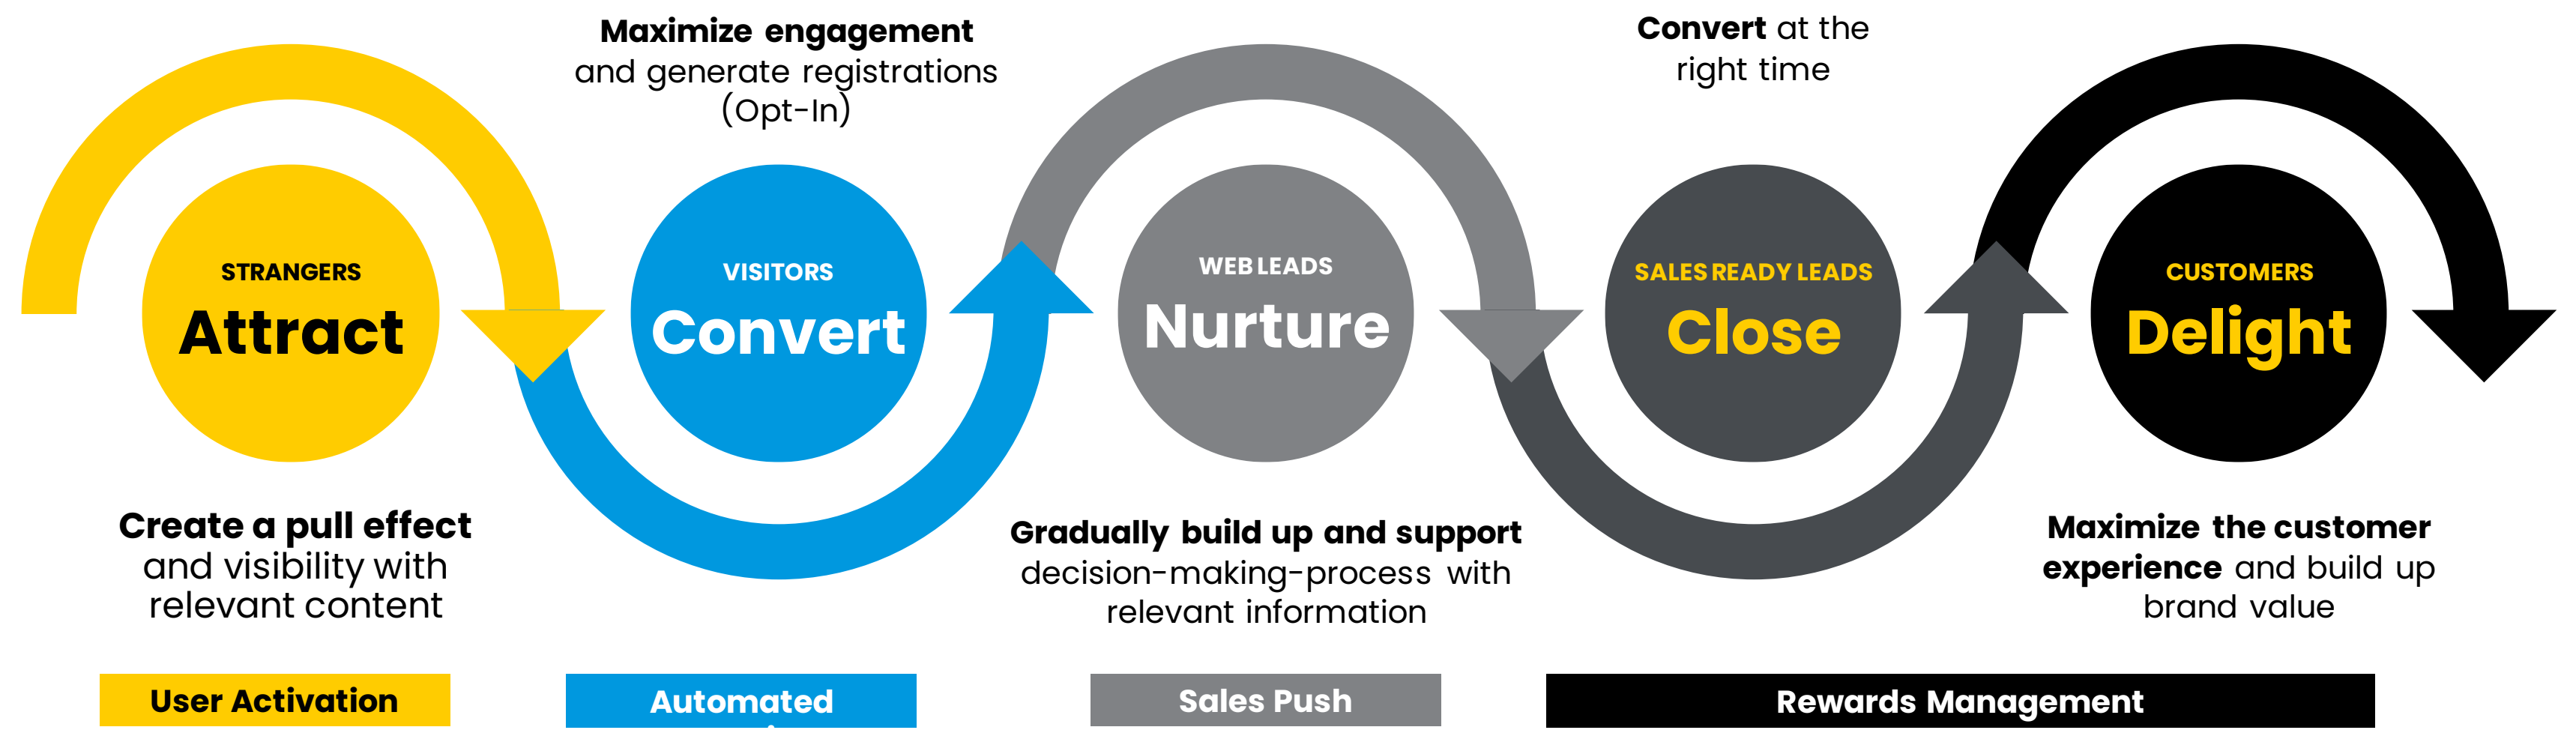 Maximize engagement
and generate registrations
(Opt-In)
Convert at the
right time
STRANGERS
Attract
VISITORS
Convert
WEB LEADS
Nurture
SALES READY LEADS
Close
CUSTOMERS
Delight
Create a pull effect
and visibility with
relevant content
Gradually build up and support
decision-making-process with
relevant information
Maximize the customer
experience and build up
brand value
User Activation
Automated
Sales Push
Rewards Management